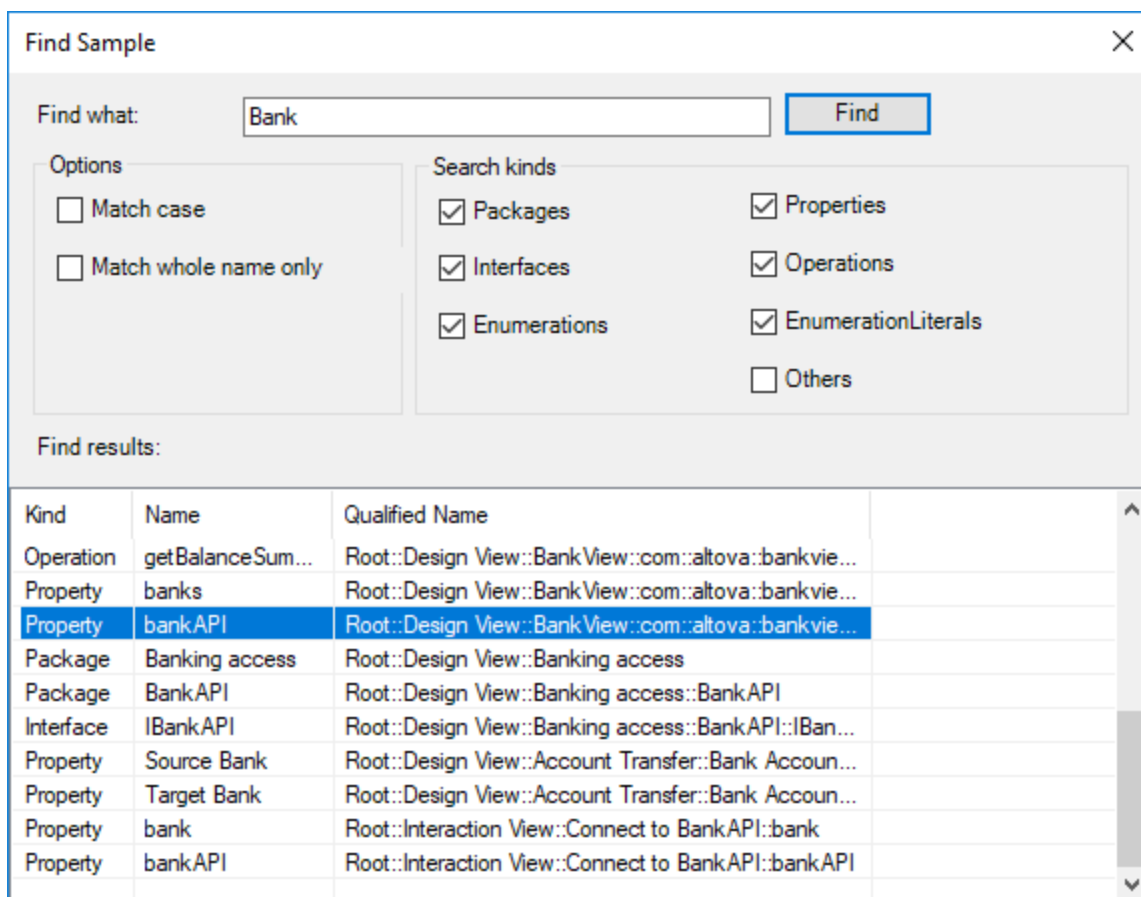 Find Sample
Find what: Bank Find
Options
Match case
Match whole name only
Search kinds
Packages Properties
Interfaces Operations
Enumerations EnumerationLiterals
Others
Find results:
Kind Name Qualified Name
Operation getBalanceSum... Root::Design View::BankView::com::altova::bankvie...
Property banks Root::Design View::BankView::com::altova::bankvie...
Property bankAPI Root::Design View::BankView::com::altova::bankvie...
Package Banking access Root::Design View::Banking access
Package BankAPI Root::Design View::Banking access::BankAPI
Interface IBankAPI Root::Design View::Banking access::BankAPI::IBan...
Property Source Bank Root::Design View::Account Transfer::Bank Accoun...
Property Target Bank Root::Design View::Account Transfer::Bank Accoun...
Property bank Root::Interaction View::Connect to BankAPI::bank
Property bankAPI Root::Interaction View::Connect to BankAPI::bankAPI